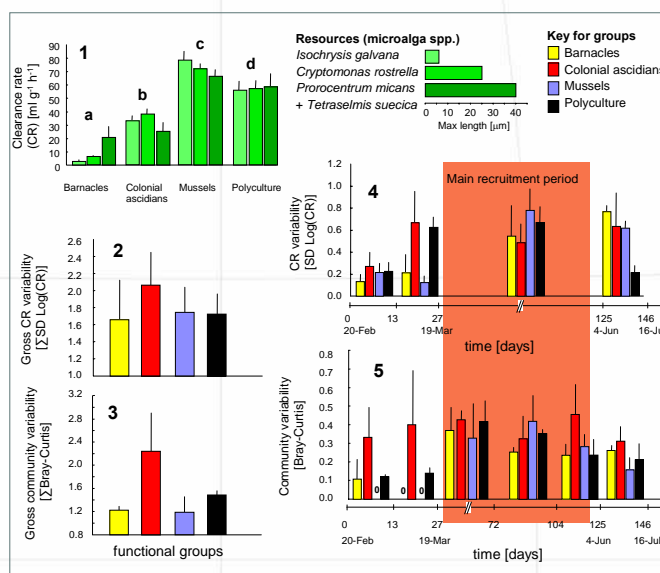 1
Clearance rate
(CR) [ml g⁻¹ h⁻¹]
90
80
70
60
50
40
30
20
10
0
a
b
c
d
Barnacles
Colonial
ascidians
Mussels
Polyculture
Resources (microalga spp.)
Isochrysis galvana
Cryptomonas rostrella
Prorocentrum micans
+ Tetraselmis suecica
0 10 20 30 40
Max length [µm]
Key for groups
Barnacles
Colonial ascidians
Mussels
Polyculture
2
Gross CR variability
[∑SD Log(CR)]
2.6
2.4
2.2
2.0
1.8
1.6
1.4
1.2
1.0
3
Gross community variability
[∑Bray-Curtis]
3.2
2.8
2.4
2.0
1.6
1.2
0.8
functional groups
4
Main recruitment period
CR variability
[SD Log(CR)]
1.2
1.0
0.8
0.6
0.4
0.2
0.0
0 13 27 125 146
20-Feb 19-Mar 4-Jun 16-Ju
time [days]
5
Community variability
[Bray-Curtis]
0.8
0.7
0.6
0.5
0.4
0.3
0.2
0.1
0.0
0 0 0
0 13 27 72 104 125 146
20-Feb 19-Mar 4-Jun 16-Jul
time [days]